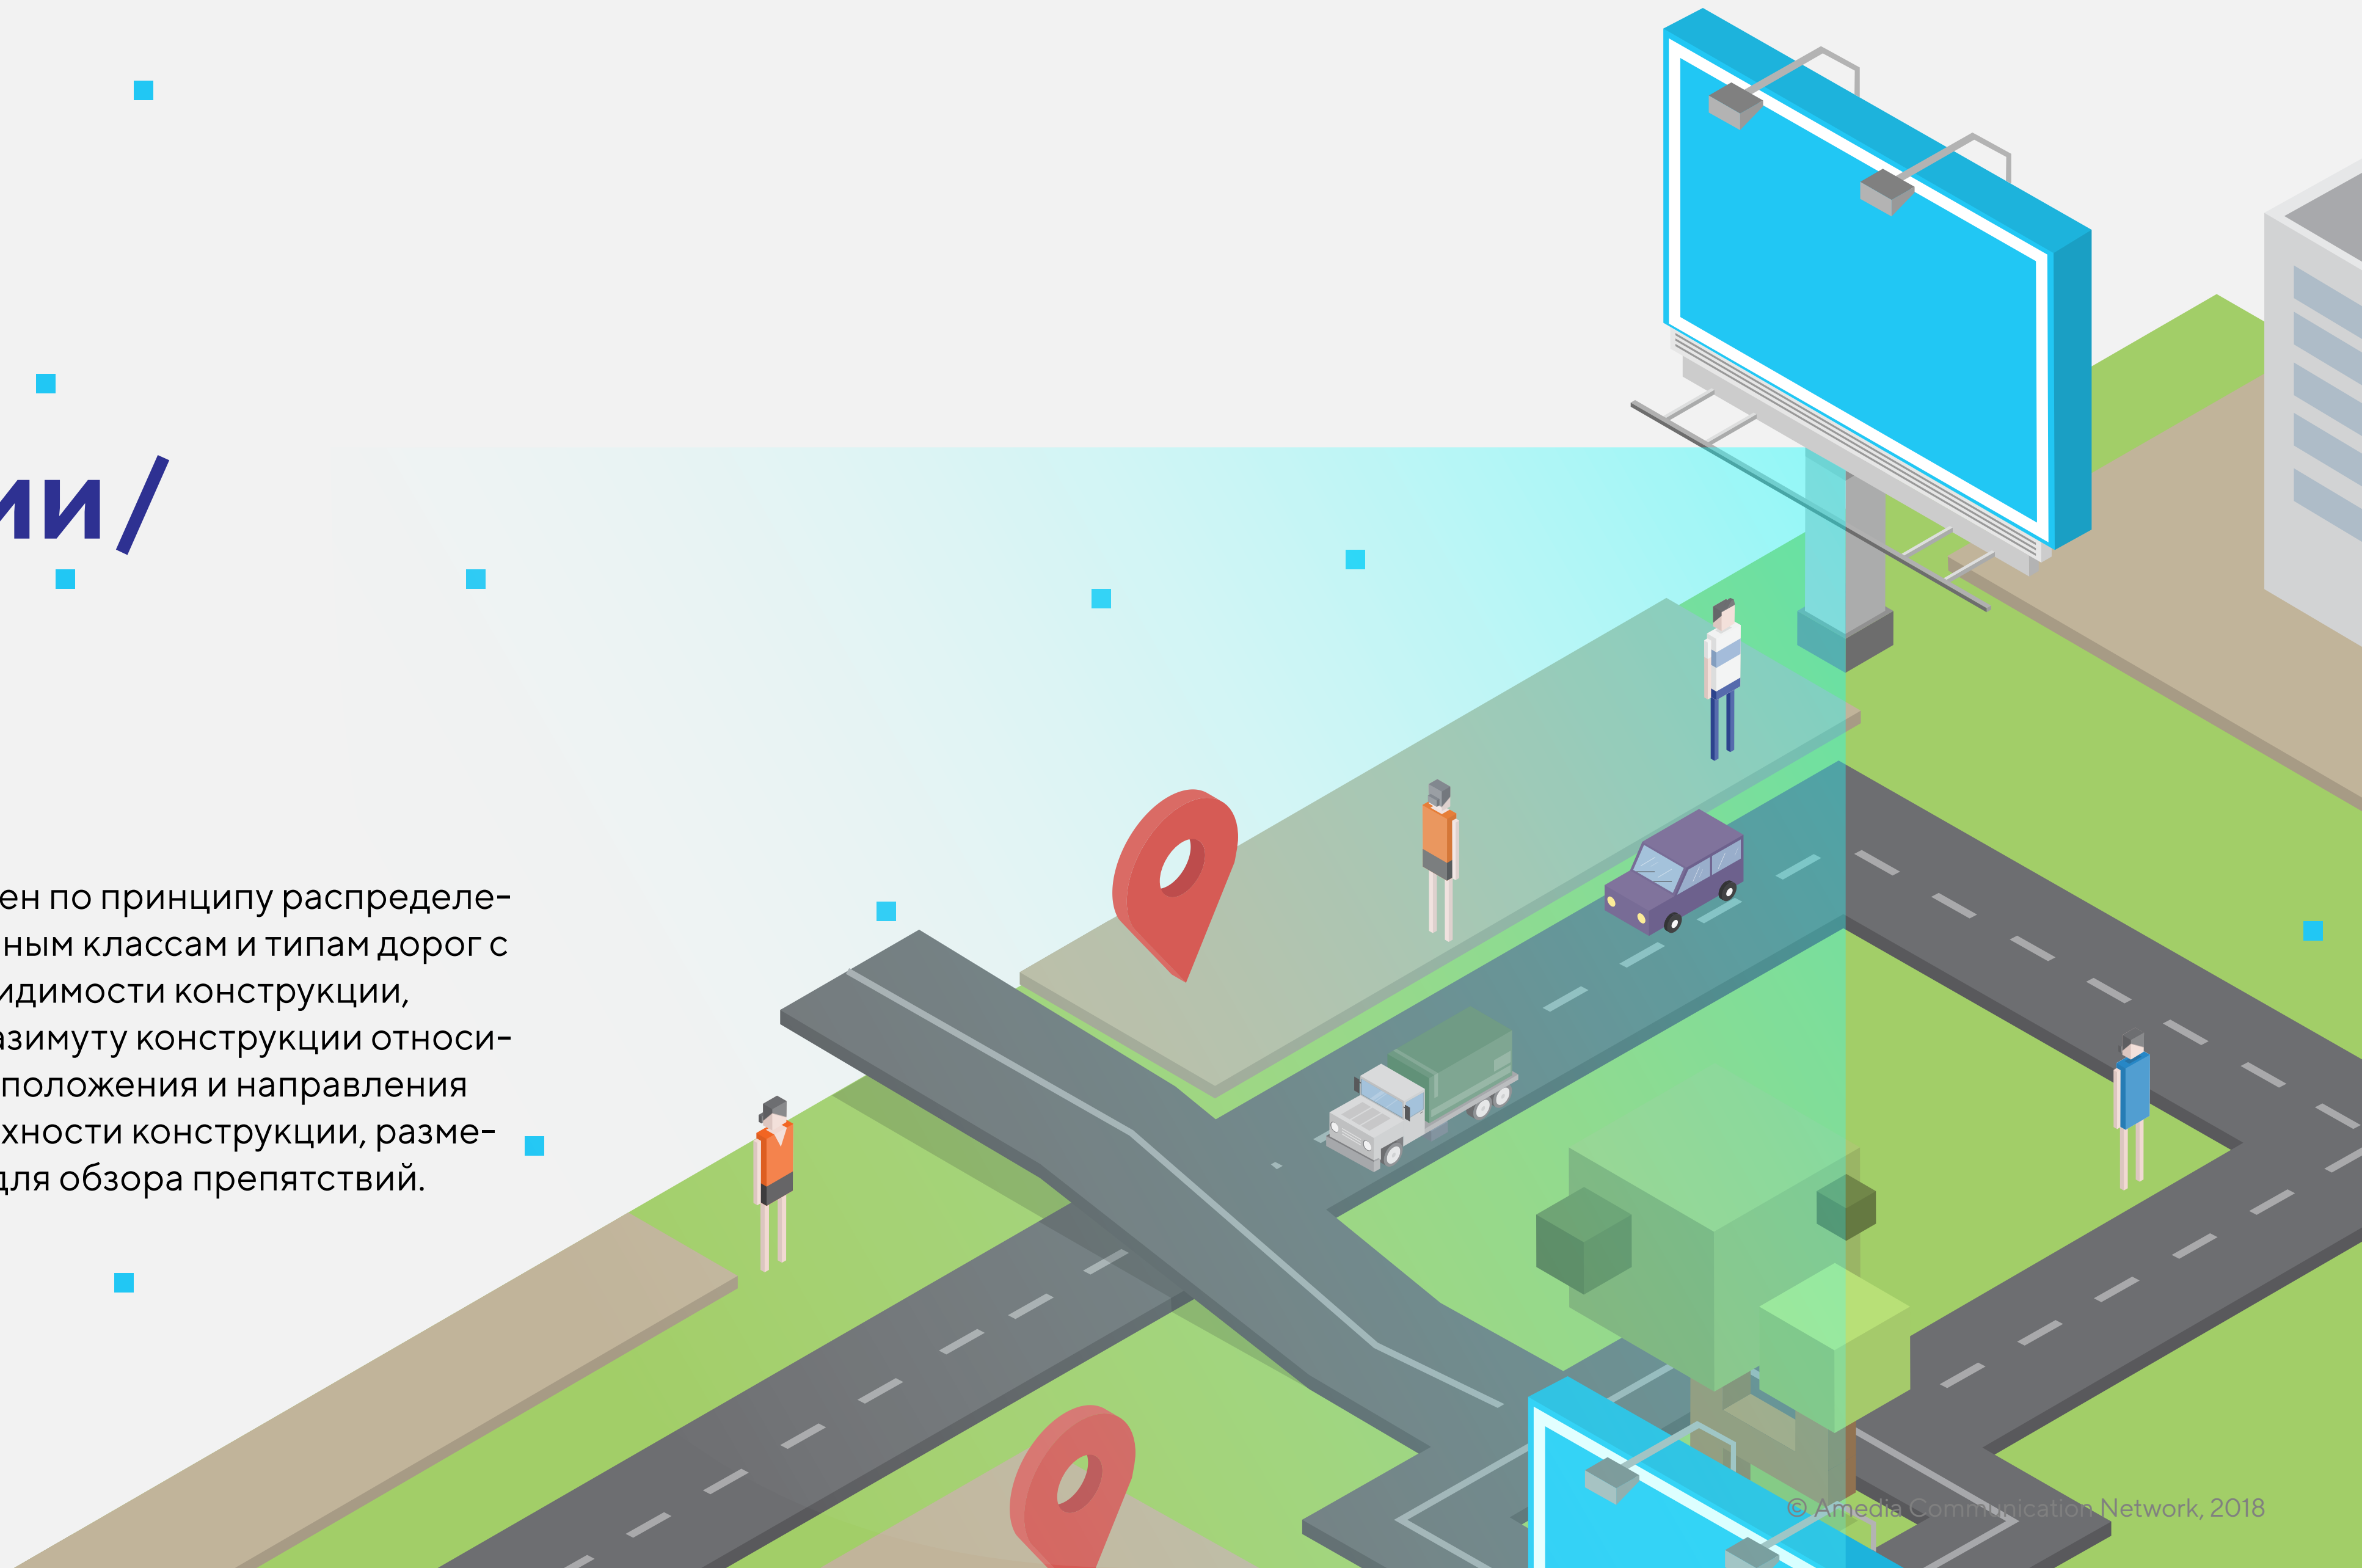 ии /
ен по принципу распределе-
ным классам и типам дорог с
идимости конструкции,
азимуту конструкции относи-
положения и направления
хности конструкции, разме-
для обзора препятствий.
© Amedia Communication Network, 2018